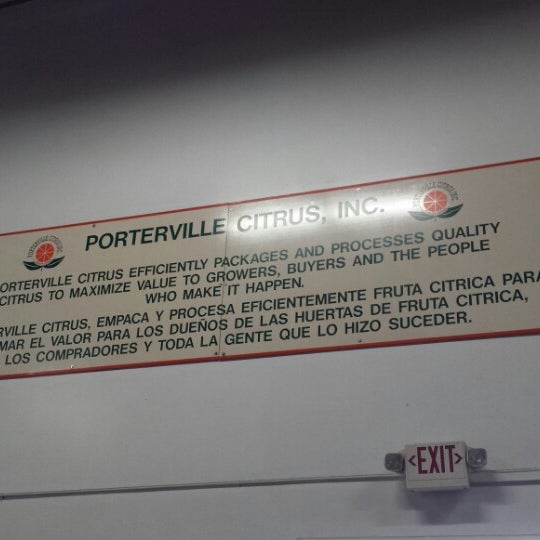 PORTERVILLE CITRUS, INC.
ORTERVILLE CITRUS EFFICIENTLY PACKAGES AND PROCESSES QUALITY
CITRUS TO MAXIMIZE VALUE TO GROWERS, BUYERS AND THE PEOPLE
WHO MAKE IT HAPPEN.
RVILLE CITRUS, EMPACA Y PROCESA EFICIENTEMENTE FRUTA CITRICA PARA
MAR EL VALOR PARA LOS DUEÑOS DE LAS HUERTAS DE FRUTA CITRICA,
LOS COMPRADORES Y TODA LA GENTE QUE LO HIZO SUCEDER.
<EXIT>